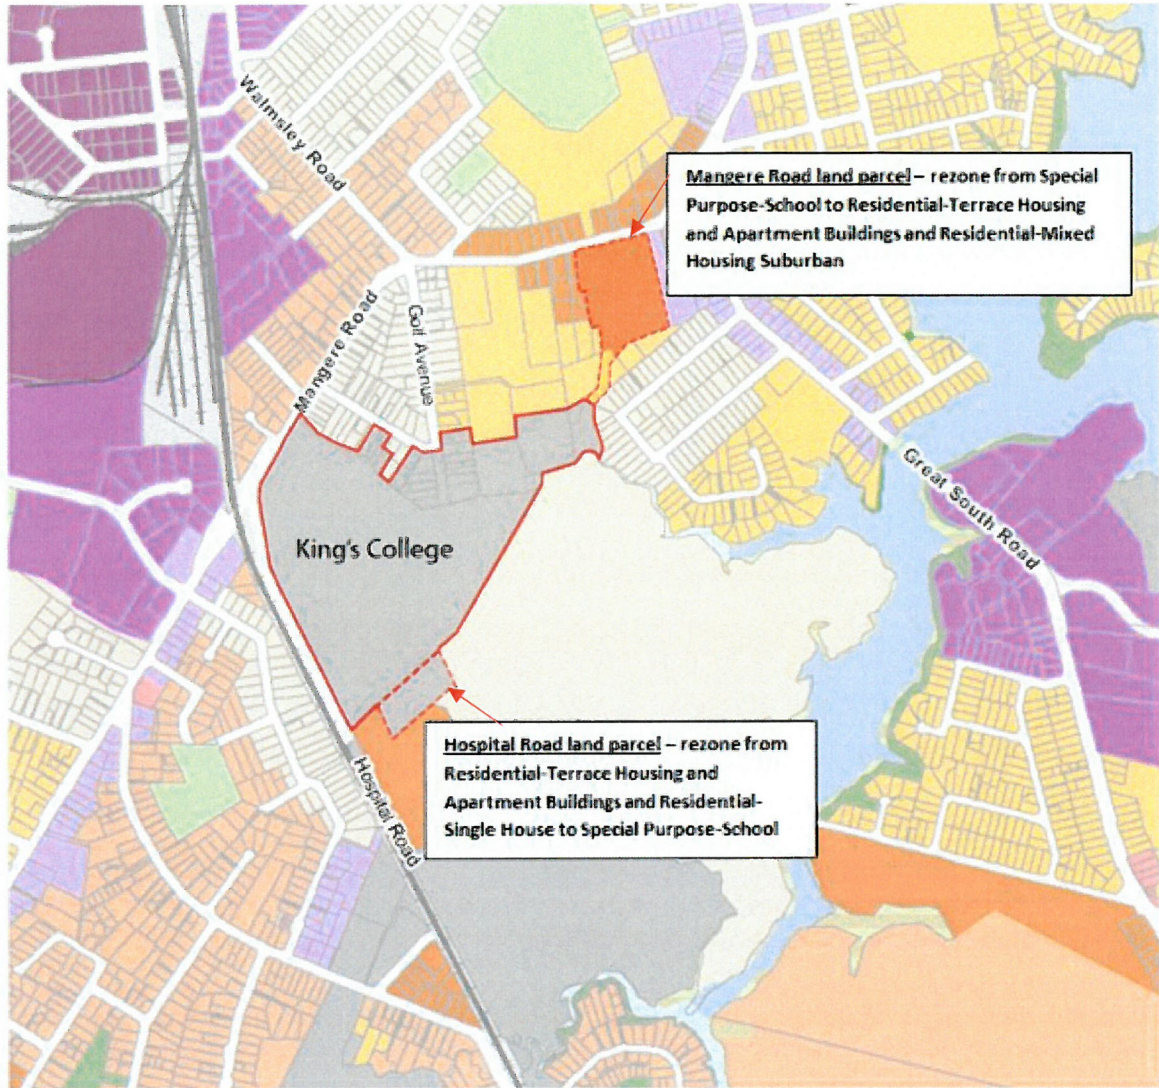 Walmsley Road
Mangere Road land parcel – rezone from Special
Purpose-School to Residential-Terrace Housing
and Apartment Buildings and Residential-Mixed
Housing Suburban
Mangere Road
Golf Avenue
Great South Road
King's College
Hospital Road land parcel – rezone from
Residential-Terrace Housing and
Apartment Buildings and Residential-
Single House to Special Purpose-School
Hospital Road